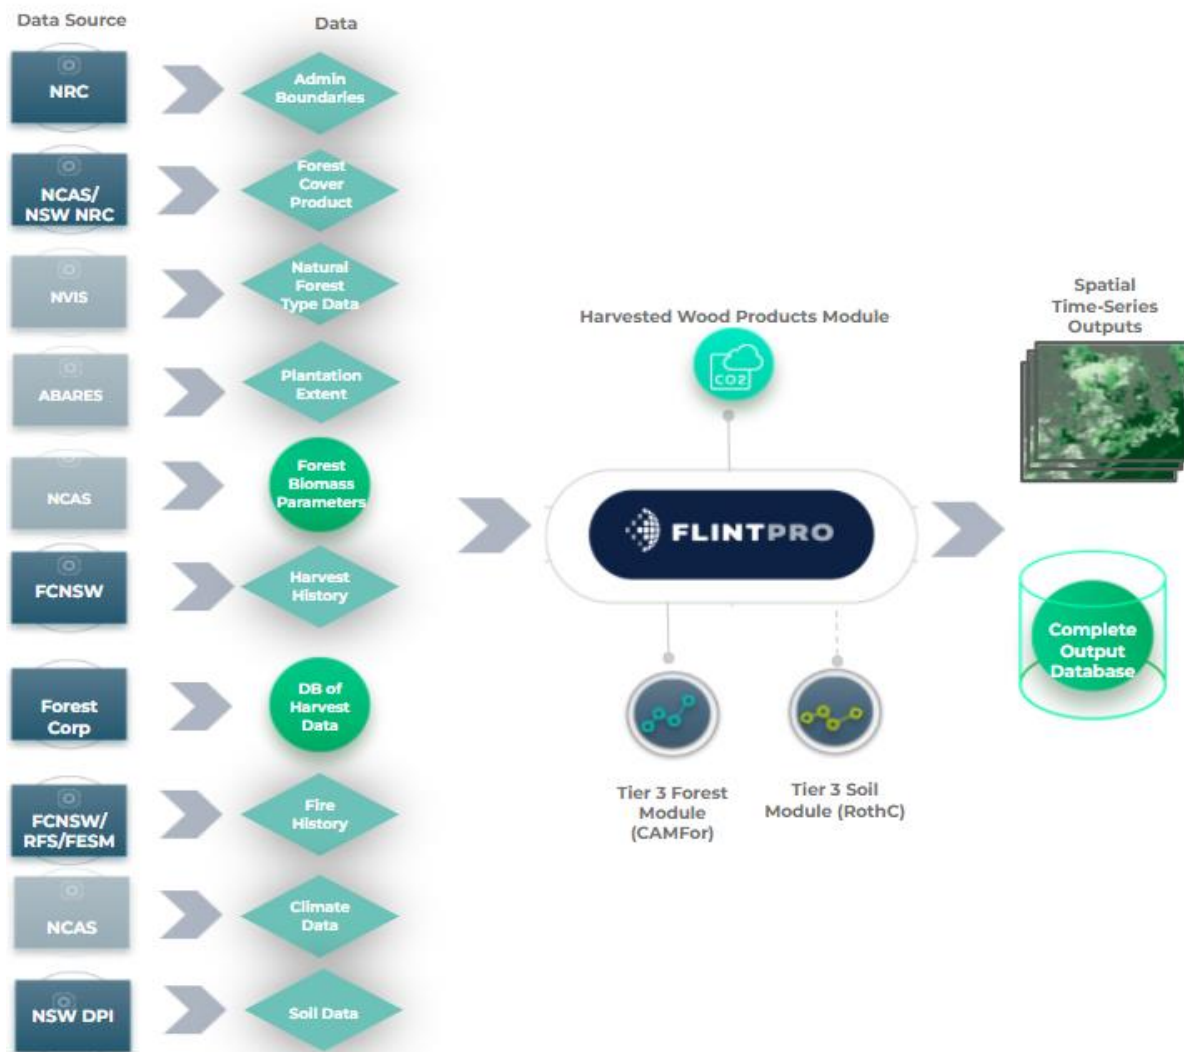 Data Source
Data
NRC
Admin
Boundaries
NCAS/
NSW NRC
Forest
Cover
Product
NVIS
Natural
Forest
Type Data
ABARES
Plantation
Extent
NCAS
Forest
Biomass
Parameters
FCNSW
Harvest
History
Forest
Corp
DB of
Harvest
Data
FCNSW/
RFS/FESM
Fire
History
NCAS
Climate
Data
NSW DPI
Soil Data
Harvested Wood Products Module
CO2
FLINTPRO
Tier 3 Forest
Module
(CAMFor)
Tier 3 Soil
Module (RothC)
Spatial
Time-Series
Outputs
Complete
Output
Database